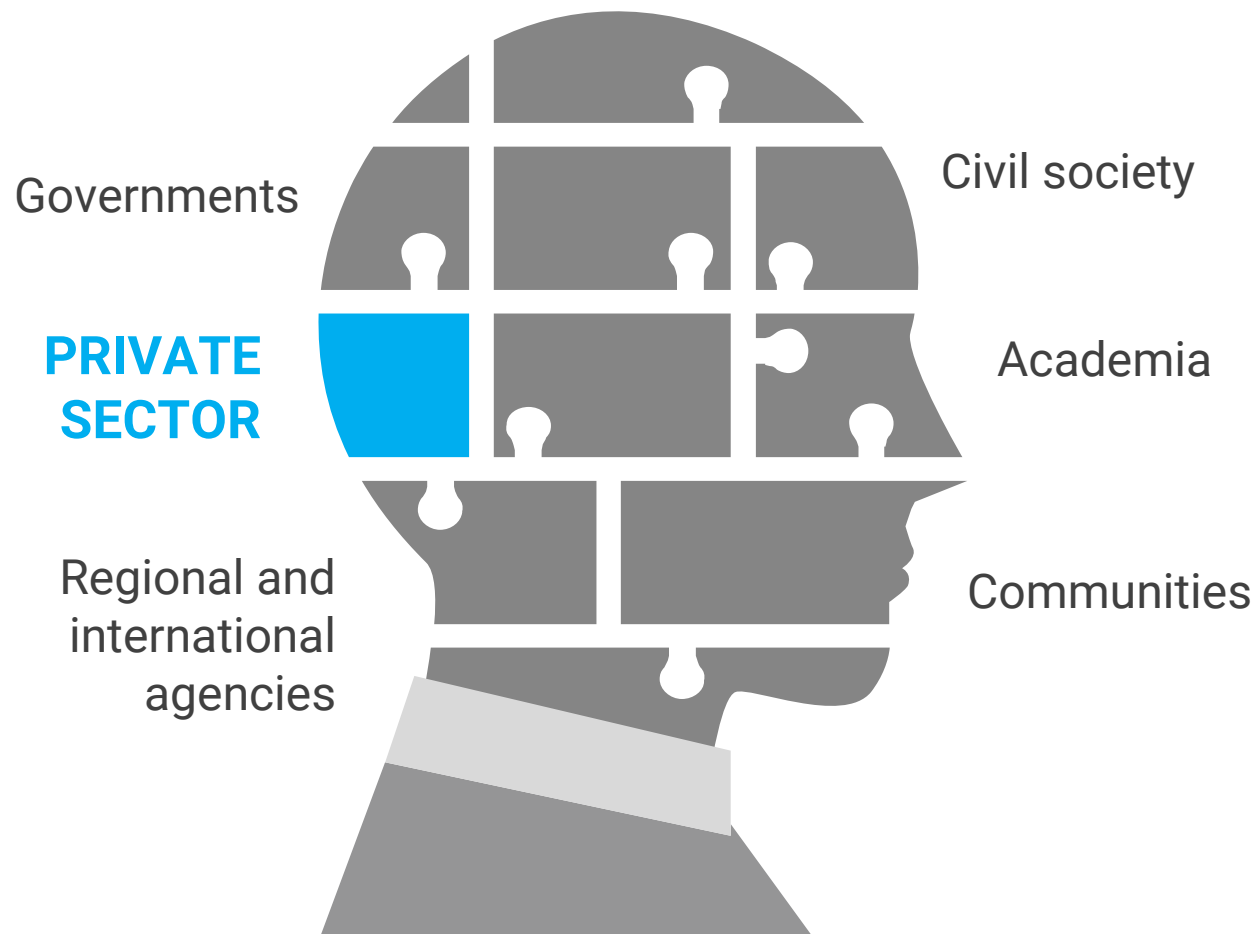 Governments
PRIVATE
SECTOR
Regional and
international
agencies
Civil society
Academia
Communities